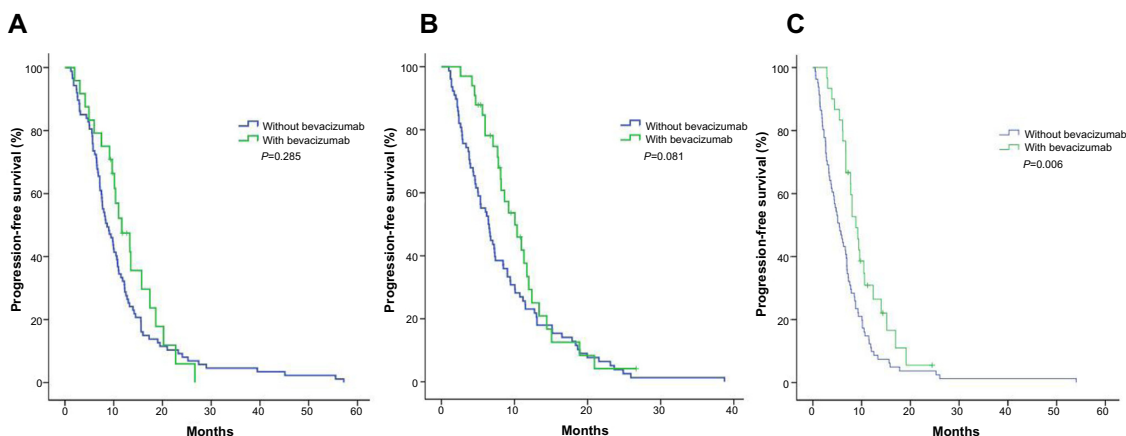 A
Progression-free survival (%)
100
80
60
40
20
0
Without bevacizumab
With bevacizumab
P=0.285
0 10 20 30 40 50 60
Months
B
Progression-free survival (%)
100
80
60
40
20
0
Without bevacizumab
With bevacizumab
P=0.081
0 10 20 30 40
Months
C
Progression-free survival (%)
100
80
60
40
20
0
Without bevacizumab
With bevacizumab
P=0.006
0 10 20 30 40 50 60
Months